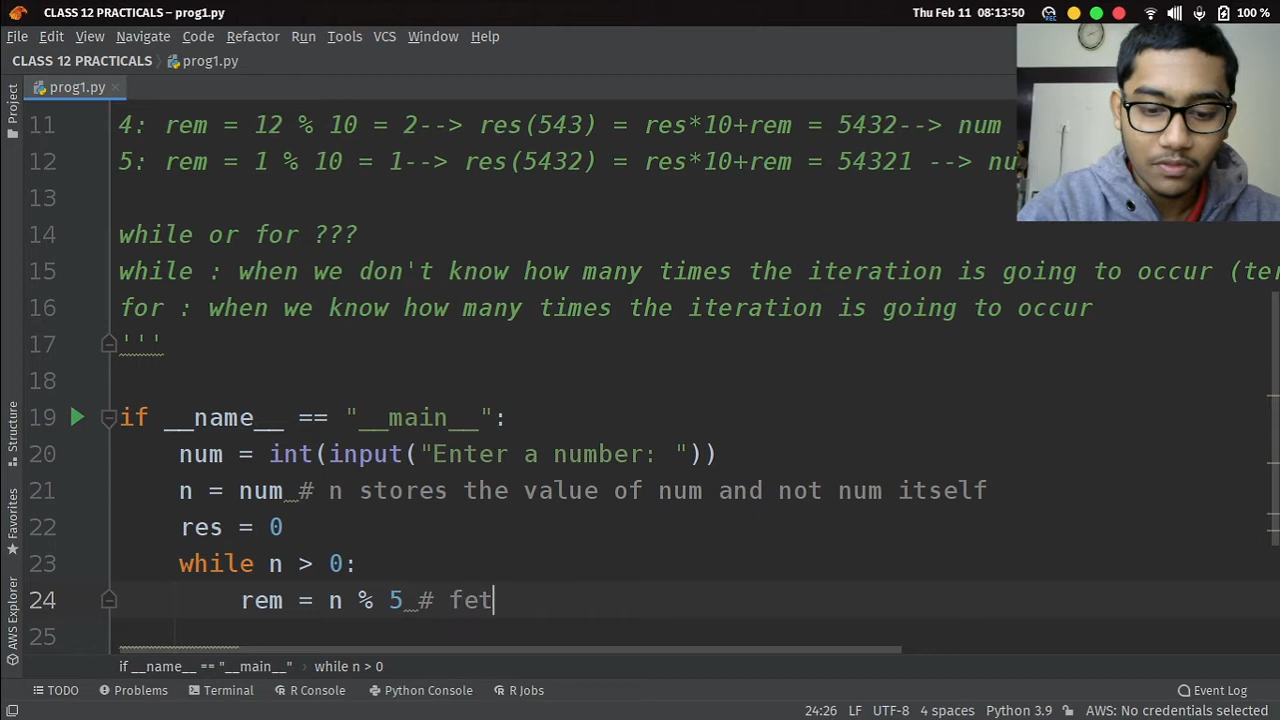 CLASS 12 PRACTICALS – prog1.py
Thu Feb 11 08:13:50
100 %
File Edit View Navigate Code Refactor Run Tools VCS Window Help
CLASS 12 PRACTICALS prog1.py
prog1.py
Project
Structure
Favorites
AWS Explorer
11 4: rem = 12 % 10 = 2--> res(543) = res*10+rem = 5432--> num
12 5: rem = 1 % 10 = 1--> res(5432) = res*10+rem = 54321 --> nu
13
14 while or for ???
15 while : when we don't know how many times the iteration is going to occur (ter
16 for : when we know how many times the iteration is going to occur
17 '''
18
19 if __name__ == "__main__":
20 num = int(input("Enter a number: "))
21 n = num # n stores the value of num and not num itself
22 res = 0
23 while n > 0:
24 rem = n % 5 # fet
25
if __name__ == "__main__" › while n > 0
TODO Problems Terminal R Console Python Console R Jobs Event Log
24:26 LF UTF-8 4 spaces Python 3.9 AWS: No credentials selected